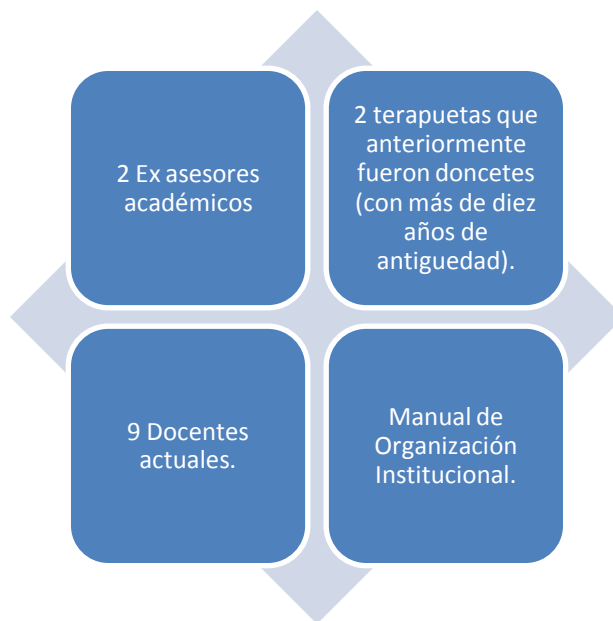 2 Ex asesores
académicos
2 terapuetas que
anteriormente
fueron doncetes
(con más de diez
años de
antiguedad).
9 Docentes
actuales.
Manual de
Organización
Institucional.